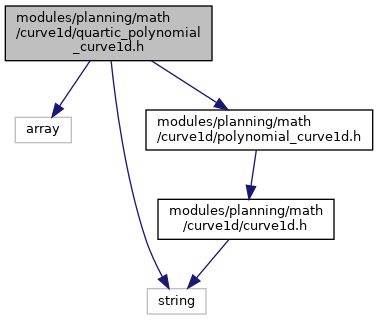 modules/planning/math
/curve1d/quartic_polynomial
_curve1d.h
array
modules/planning/math
/curve1d/polynomial_curve1d.h
modules/planning/math
/curve1d/curve1d.h
string